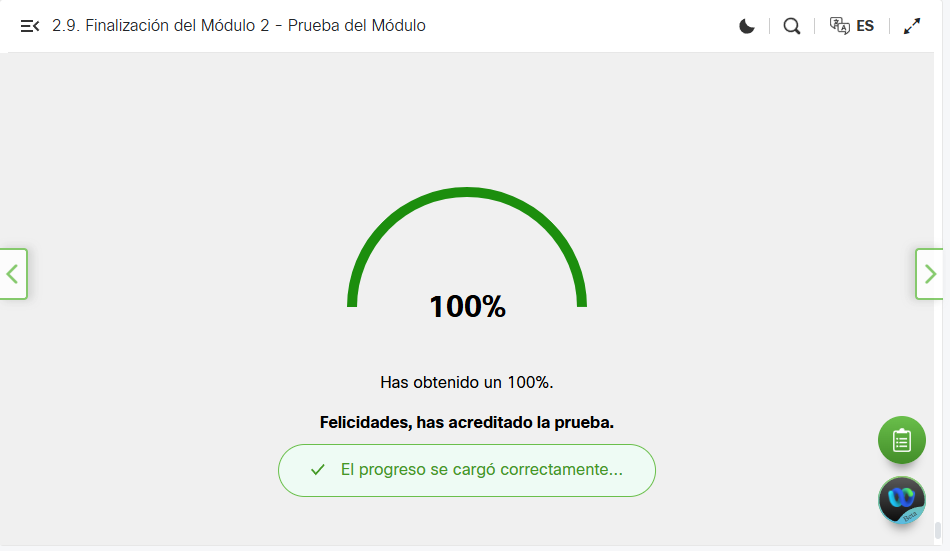 2.9. Finalización del Módulo 2 - Prueba del Módulo
ES
100%
Has obtenido un 100%.
Felicidades, has acreditado la prueba.
El progreso se cargó correctamente...
Beta